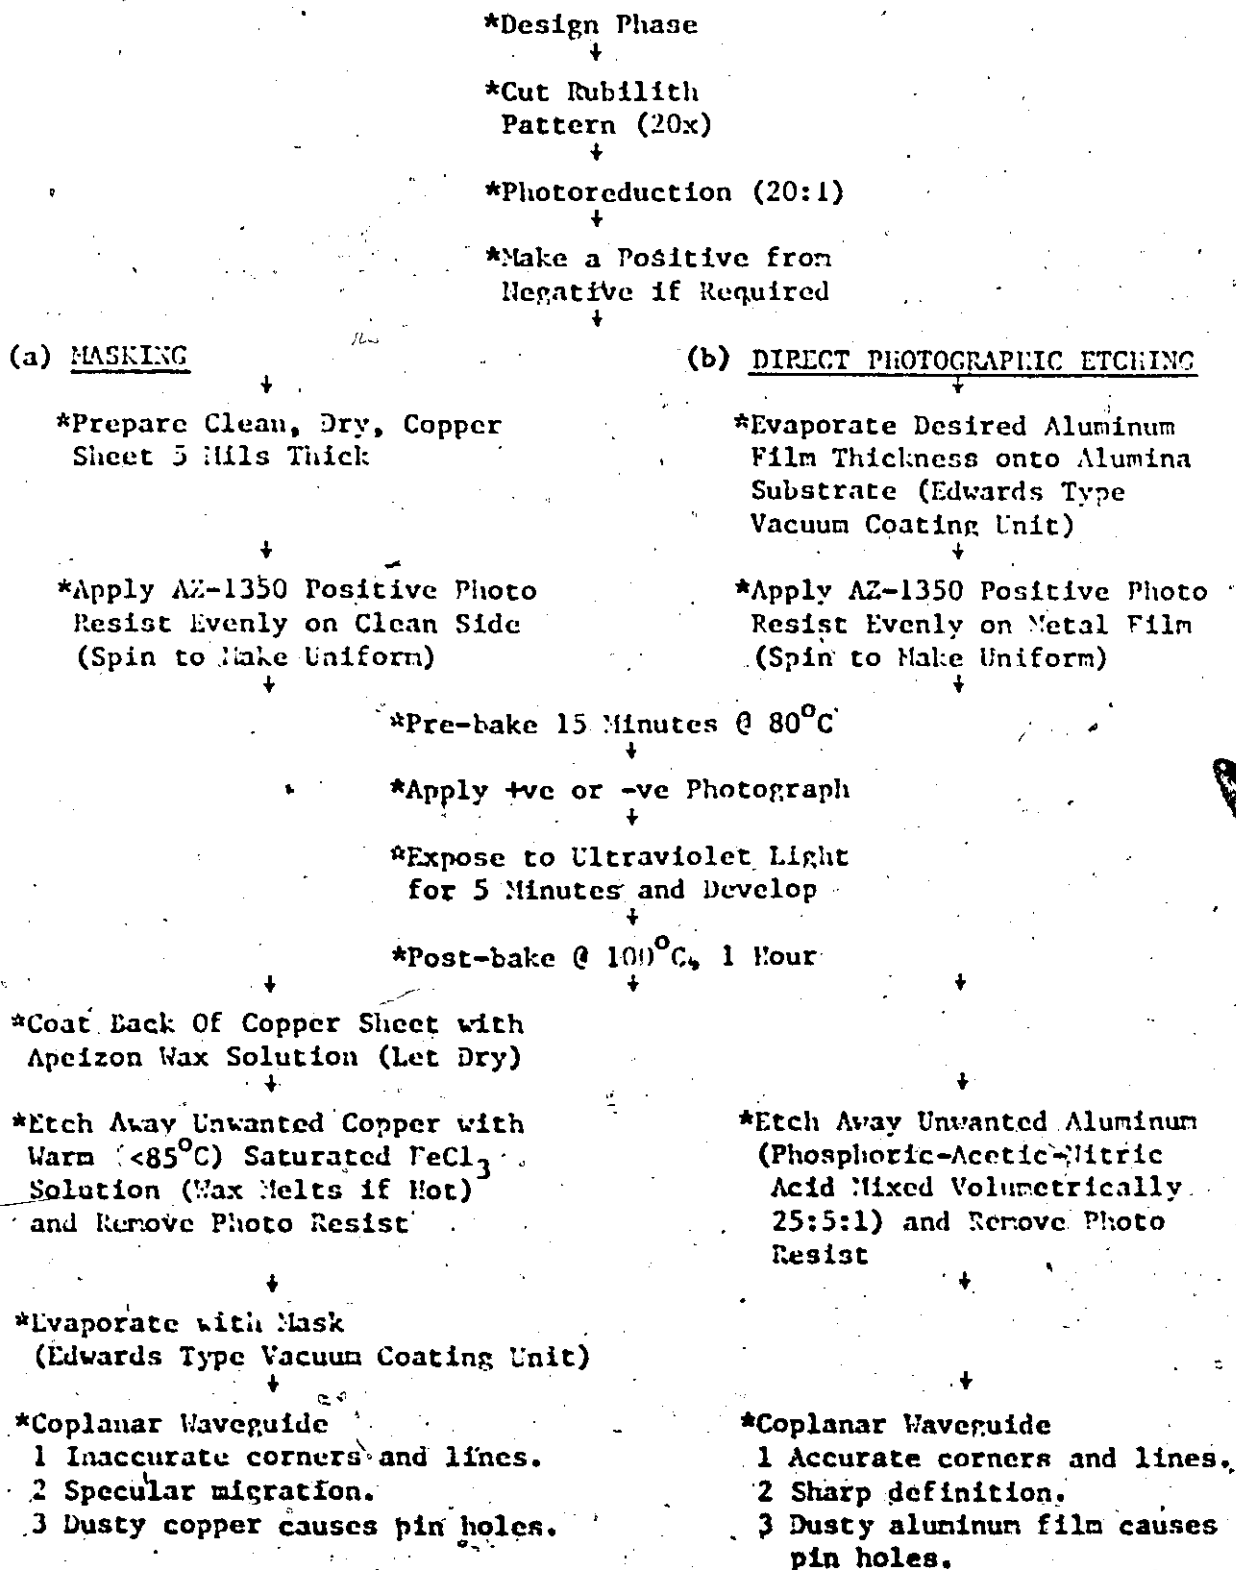 *Design Phase
↓
*Cut Rubilith
Pattern (20x)
↓
*Photoreduction (20:1)
↓
*Make a Positive from
Negative if Required
↓
(a) MASKING
↓
*Prepare Clean, Dry, Copper
Sheet 5 Mils Thick
↓
*Apply AZ-1350 Positive Photo
Resist Evenly on Clean Side
(Spin to Make Uniform)
↓
(b) DIRECT PHOTOGRAPHIC ETCHING
↓
*Evaporate Desired Aluminum
Film Thickness onto Alumina
Substrate (Edwards Type
Vacuum Coating Unit)
↓
*Apply AZ-1350 Positive Photo
Resist Evenly on Metal Film
(Spin to Make Uniform)
↓
*Pre-bake 15 Minutes @ 80°C
↓
*Apply +ve or -ve Photograph
↓
*Expose to Ultraviolet Light
for 5 Minutes and Develop
↓
*Post-bake @ 100°C, 1 Hour
↓ ↓ ↓
*Coat Back Of Copper Sheet with
Apeizon Wax Solution (Let Dry)
↓
*Etch Away Unwanted Copper with
Warm (<85°C) Saturated FeCl₃
Solution (Wax Melts if Hot)
and Remove Photo Resist
↓
*Evaporate with Mask
(Edwards Type Vacuum Coating Unit)
↓
*Coplanar Waveguide
1 Inaccurate corners and lines.
2 Specular migration.
3 Dusty copper causes pin holes.
↓
*Etch Away Unwanted Aluminum
(Phosphoric-Acetic-Nitric
Acid Mixed Volumetrically
25:5:1) and Remove Photo
Resist
↓
↓
*Coplanar Waveguide
1 Accurate corners and lines.
2 Sharp definition.
3 Dusty aluminum film causes
pin holes.